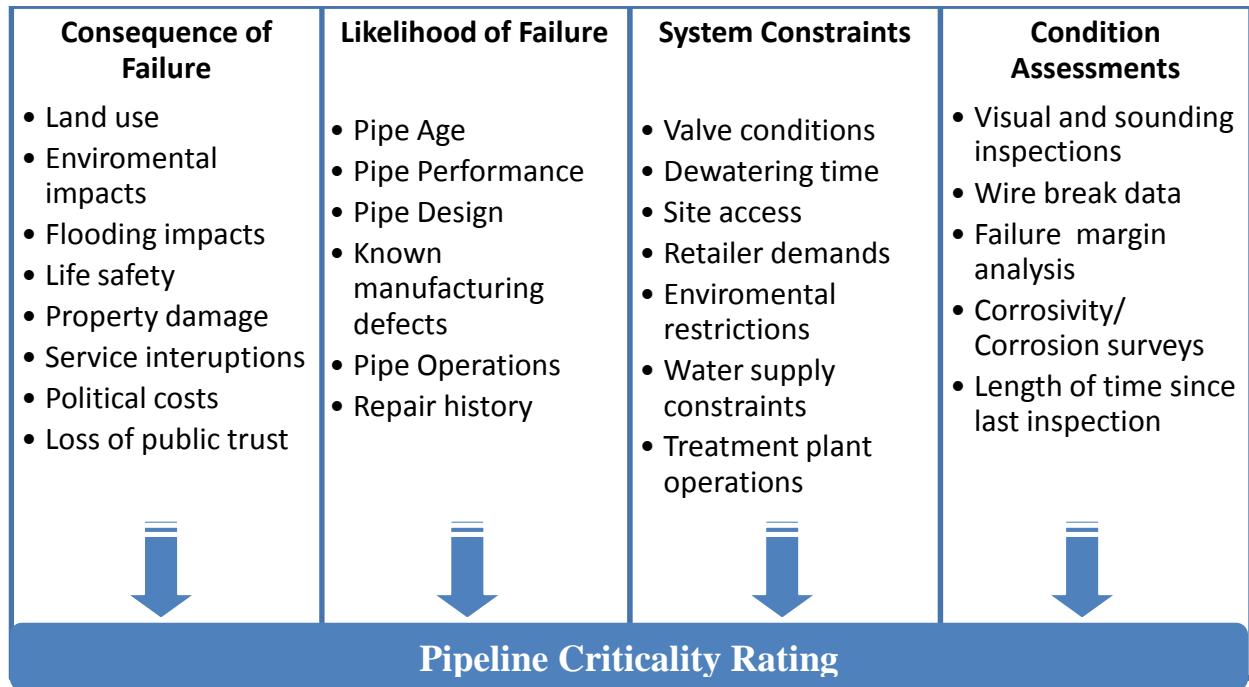 Consequence of
Failure
• Land use
• Enviromental
impacts
• Flooding impacts
• Life safety
• Property damage
• Service interuptions
• Political costs
• Loss of public trust
Likelihood of Failure
• Pipe Age
• Pipe Performance
• Pipe Design
• Known
manufacturing
defects
• Pipe Operations
• Repair history
System Constraints
• Valve conditions
• Dewatering time
• Site access
• Retailer demands
• Enviromental
restrictions
• Water supply
constraints
• Treatment plant
operations
Condition
Assessments
• Visual and sounding
inspections
• Wire break data
• Failure margin
analysis
• Corrosivity/
Corrosion surveys
• Length of time since
last inspection
Pipeline Criticality Rating